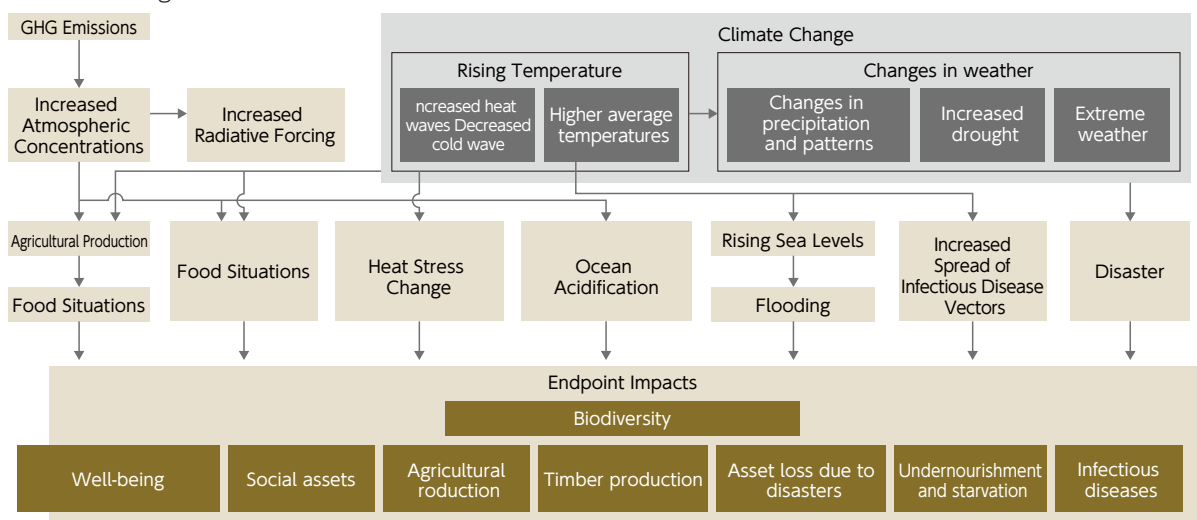 GHG Emissions
Climate Change
Rising Temperature
Changes in weather
Increased
Atmospheric
Concentrations
Increased
Radiative Forcing
ncreased heat
waves Decreased
cold wave
Higher average
temperatures
Changes in
precipitation
and patterns
Increased
drought
Extreme
weather
Agricultural Production
Food Situations
Food Situations
Heat Stress
Change
Ocean
Acidification
Rising Sea Levels
Flooding
Increased
Spread of
Infectious Disease
Vectors
Disaster
Endpoint Impacts
Biodiversity
Well-being
Social assets
Agricultural
roduction
Timber production
Asset loss due to
disasters
Undernourishment
and starvation
Infectious
diseases